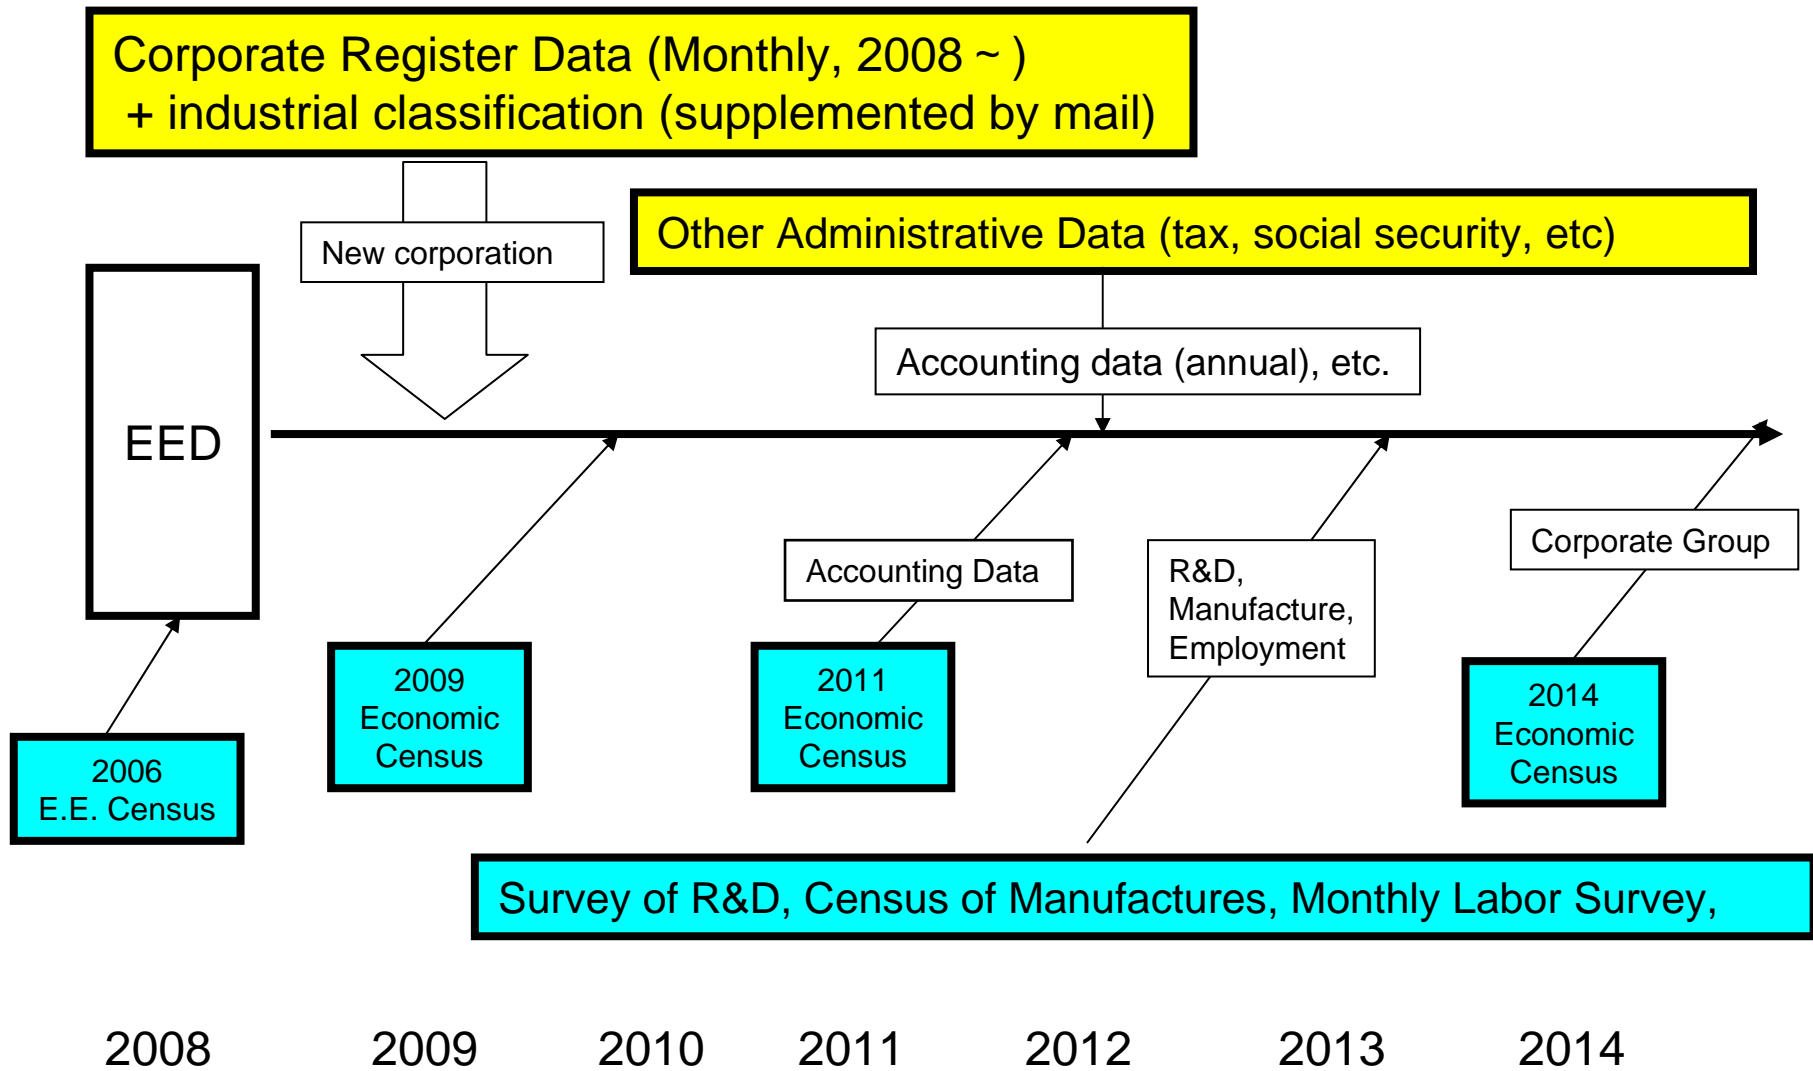 Corporate Register Data (Monthly, 2008 ~ )
+ industrial classification (supplemented by mail)
New corporation
Other Administrative Data (tax, social security, etc)
Accounting data (annual), etc.
EED
Accounting Data
R&D,
Manufacture,
Employment
Corporate Group
2006
E.E. Census
2009
Economic
Census
2011
Economic
Census
2014
Economic
Census
Survey of R&D, Census of Manufactures, Monthly Labor Survey,
2008 2009 2010 2011 2012 2013 2014